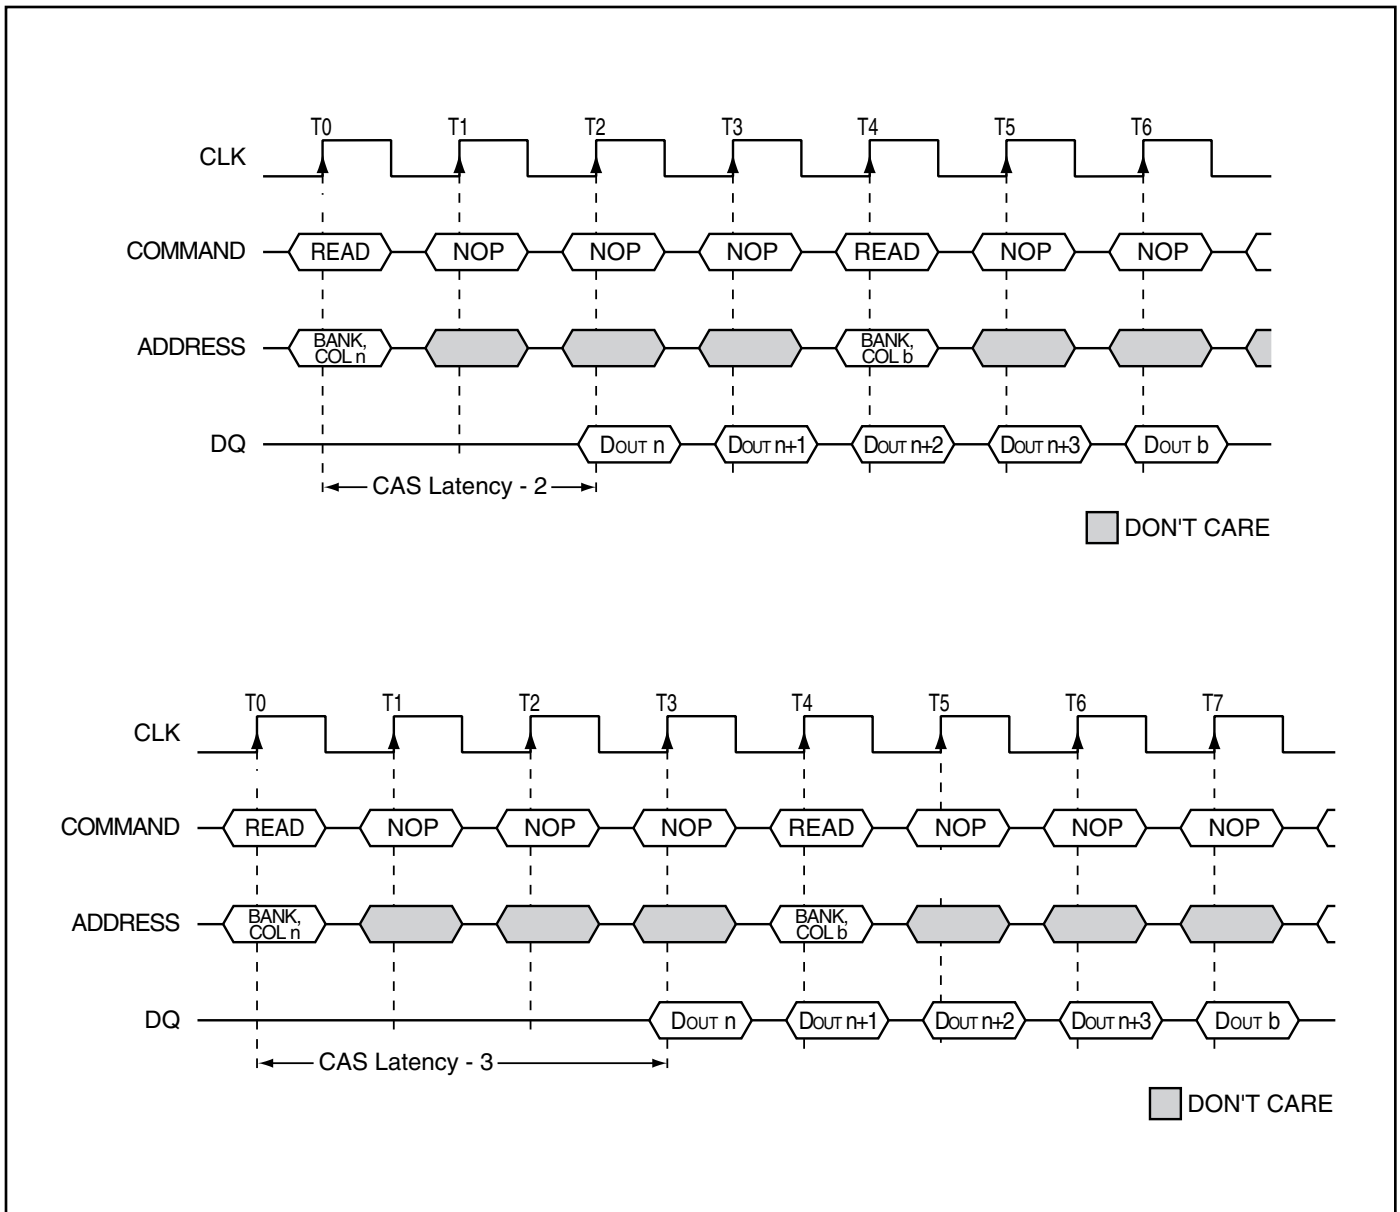 T0 T1 T2 T3 T4 T5 T6
CLK
COMMAND READ NOP NOP NOP READ NOP NOP
ADDRESS BANK, COL n BANK, COL b
DQ DOUT n DOUT n+1 DOUT n+2 DOUT n+3 DOUT b
CAS Latency - 2
DON'T CARE
T0 T1 T2 T3 T4 T5 T6 T7
CLK
COMMAND READ NOP NOP NOP READ NOP NOP NOP
ADDRESS BANK, COL n BANK, COL b
DQ DOUT n DOUT n+1 DOUT n+2 DOUT n+3 DOUT b
CAS Latency - 3
DON'T CARE